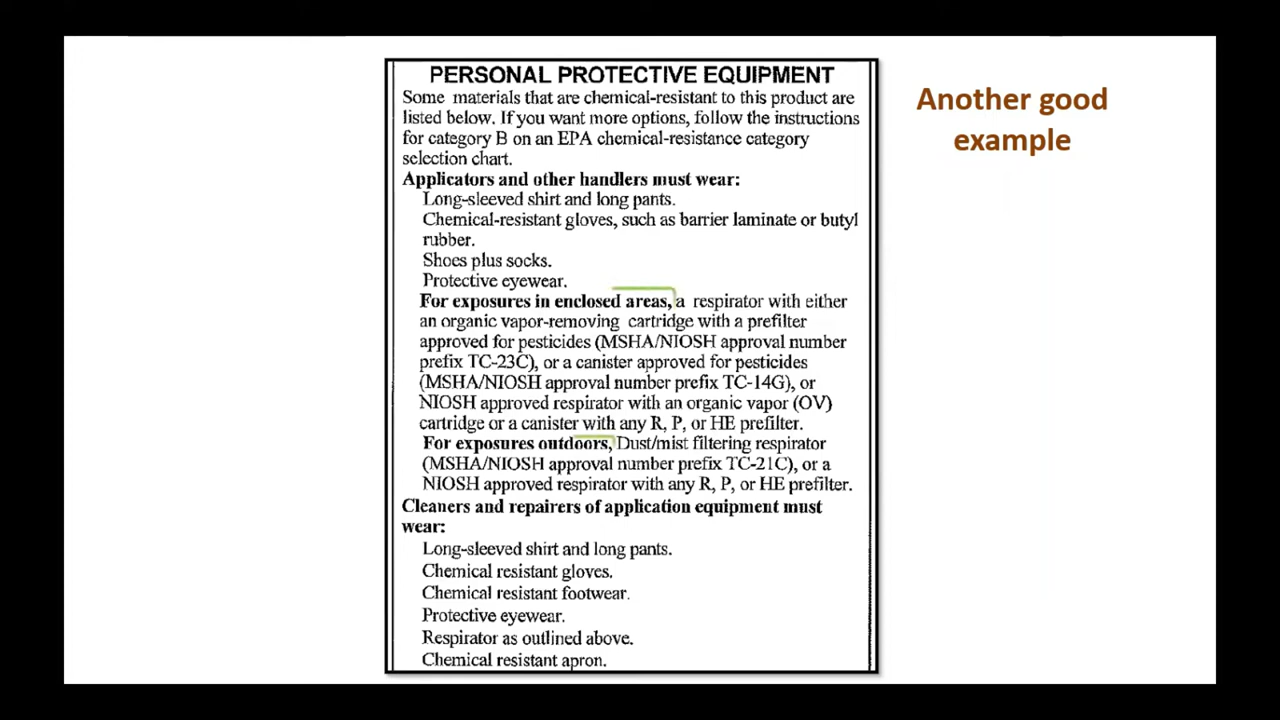 PERSONAL PROTECTIVE EQUIPMENT
Some materials that are chemical-resistant to this product are
listed below. If you want more options, follow the instructions
for category B on an EPA chemical-resistance category
selection chart.
Applicators and other handlers must wear:
Long-sleeved shirt and long pants.
Chemical-resistant gloves, such as barrier laminate or butyl
rubber.
Shoes plus socks.
Protective eyewear.
For exposures in enclosed areas, a respirator with either
an organic vapor-removing cartridge with a prefilter
approved for pesticides (MSHA/NIOSH approval number
prefix TC-23C), or a canister approved for pesticides
(MSHA/NIOSH approval number prefix TC-14G), or
NIOSH approved respirator with an organic vapor (OV)
cartridge or a canister with any R, P, or HE prefilter.
For exposures outdoors, Dust/mist filtering respirator
(MSHA/NIOSH approval number prefix TC-21C), or a
NIOSH approved respirator with any R, P, or HE prefilter.
Cleaners and repairers of application equipment must
wear:
Long-sleeved shirt and long pants.
Chemical resistant gloves.
Chemical resistant footwear.
Protective eyewear.
Respirator as outlined above.
Chemical resistant apron.
Another good
example